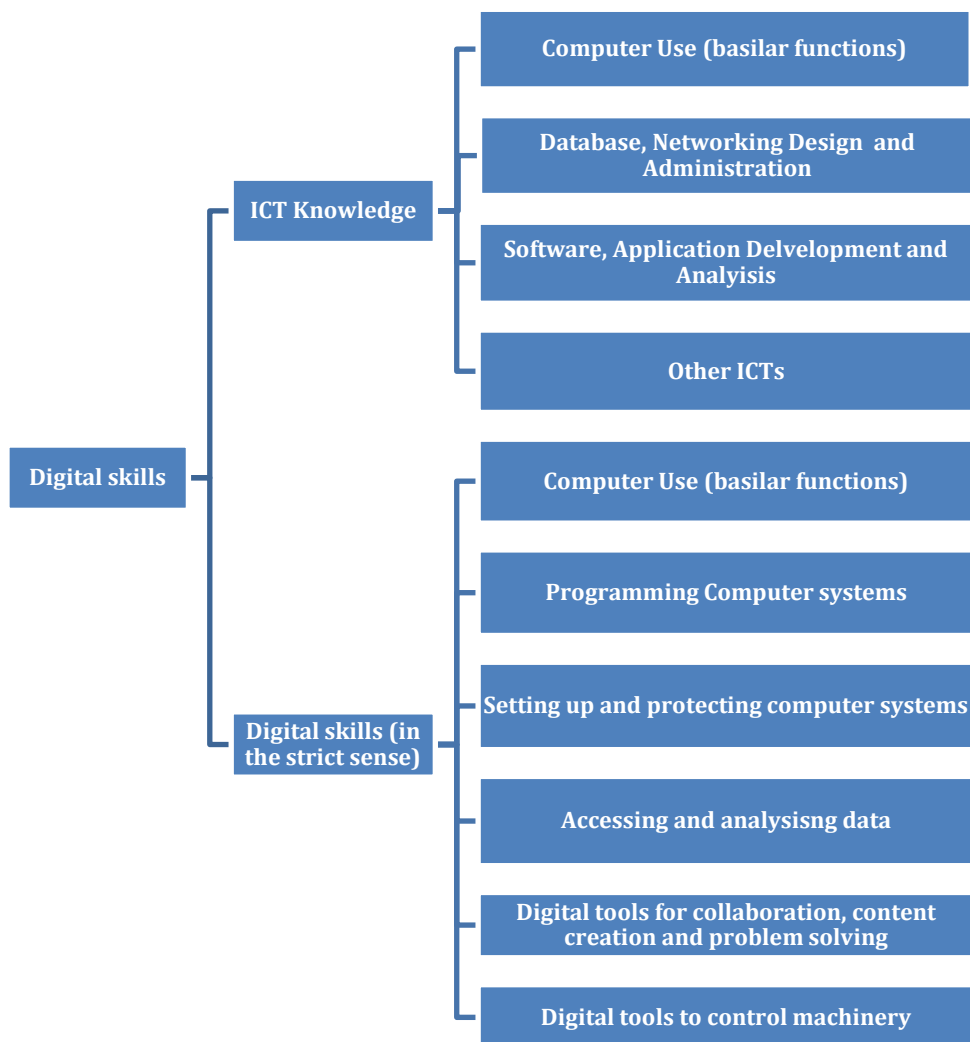 Computer Use (basilar functions)
Database, Networking Design and
Administration
ICT Knowledge
Software, Application Delvelopment and
Analyisis
Other ICTs
Digital skills
Computer Use (basilar functions)
Programming Computer systems
Setting up and protecting computer systems
Digital skills (in
the strict sense)
Accessing and analysisng data
Digital tools for collaboration, content
creation and problem solving
Digital tools to control machinery